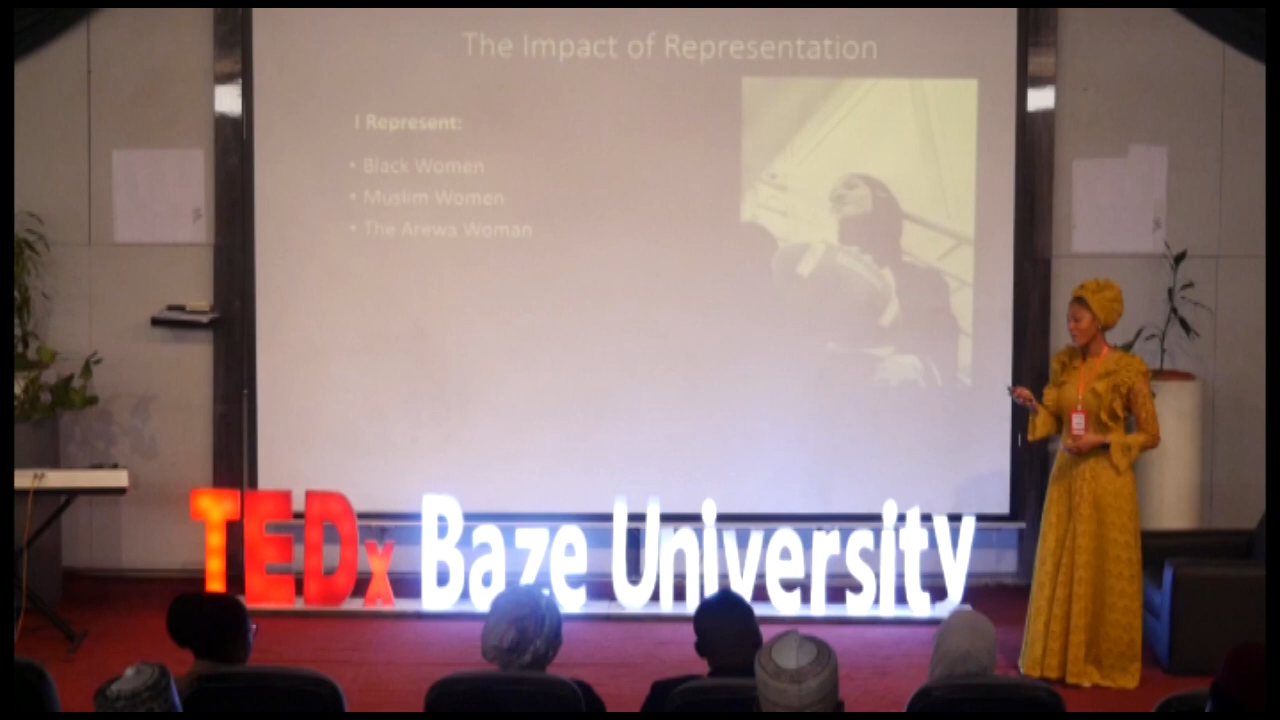 The Impact of Representation
I Represent:
• Black Women
• Muslim Women
• The Arewa Woman
TEDx Baze University